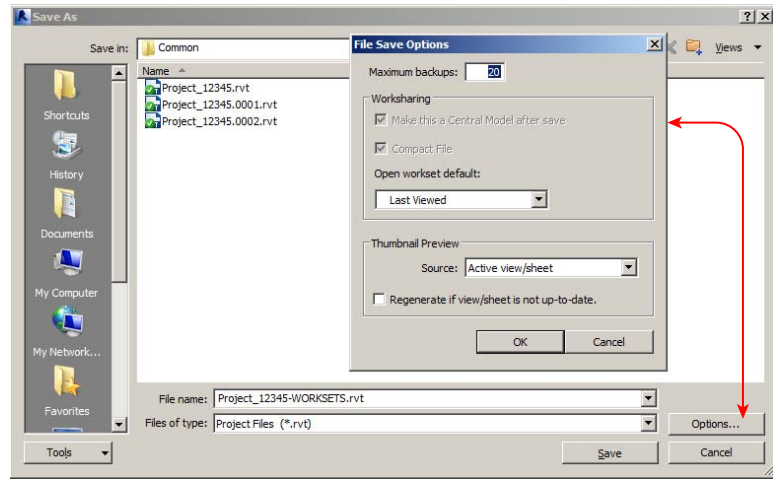 Save As
Save in:
Common
Views
Name
Project_12345.rvt
Project_12345.0001.rvt
Project_12345.0002.rvt
Shortcuts
History
Documents
My Computer
My Network...
Favorites
File Save Options
Maximum backups: 20
Worksharing
Make this a Central Model after save
Compact File
Open workset default:
Last Viewed
Thumbnail Preview
Source: Active view/sheet
Regenerate if view/sheet is not up-to-date.
OK Cancel
File name: Project_12345-WORKSETS.rvt
Files of type: Project Files (*.rvt)
Options...
Tools
Save
Cancel